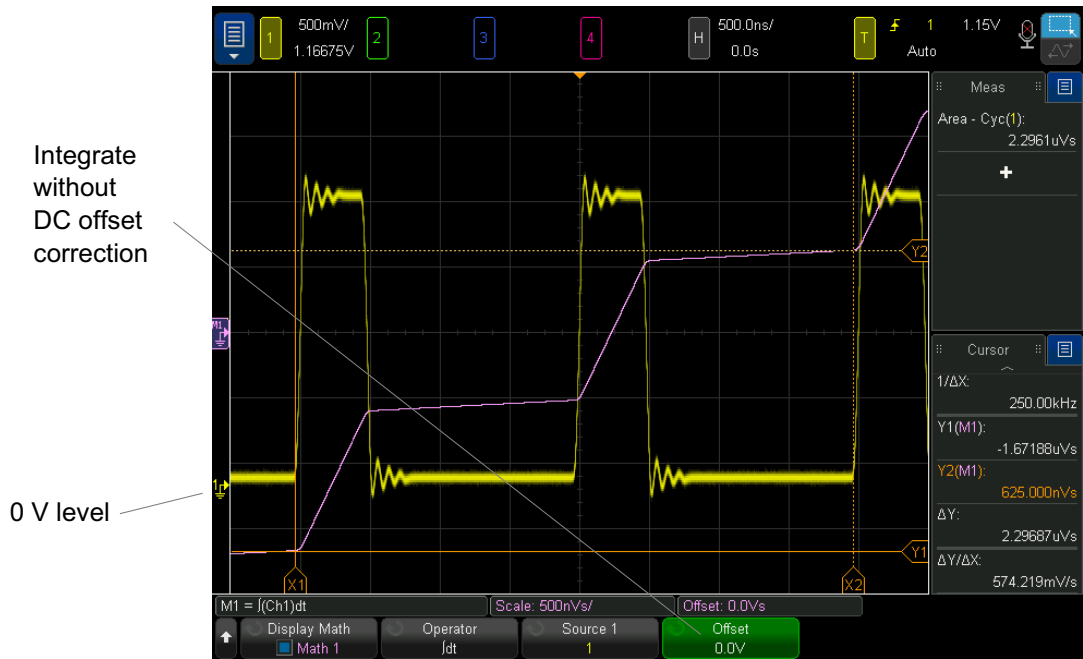 1
500mV/
1.16675V
2
3
4
H
500.0ns/
0.0s
T
1
1.15V
Auto
Integrate
without
DC offset
correction
0 V level
M1
1
Y2
Y1
X1
X2
Meas
Area - Cyc(1):
2.2961uVs
+
Cursor
1/ΔX:
250.00kHz
Y1(M1):
-1.67188uVs
Y2(M1):
625.000nVs
ΔY:
2.29687uVs
ΔY/ΔX:
574.219mV/s
M1 = ∫(Ch1)dt
Scale: 500nVs/
Offset: 0.0Vs
Display Math
Math 1
Operator
∫dt
Source 1
1
Offset
0.0V